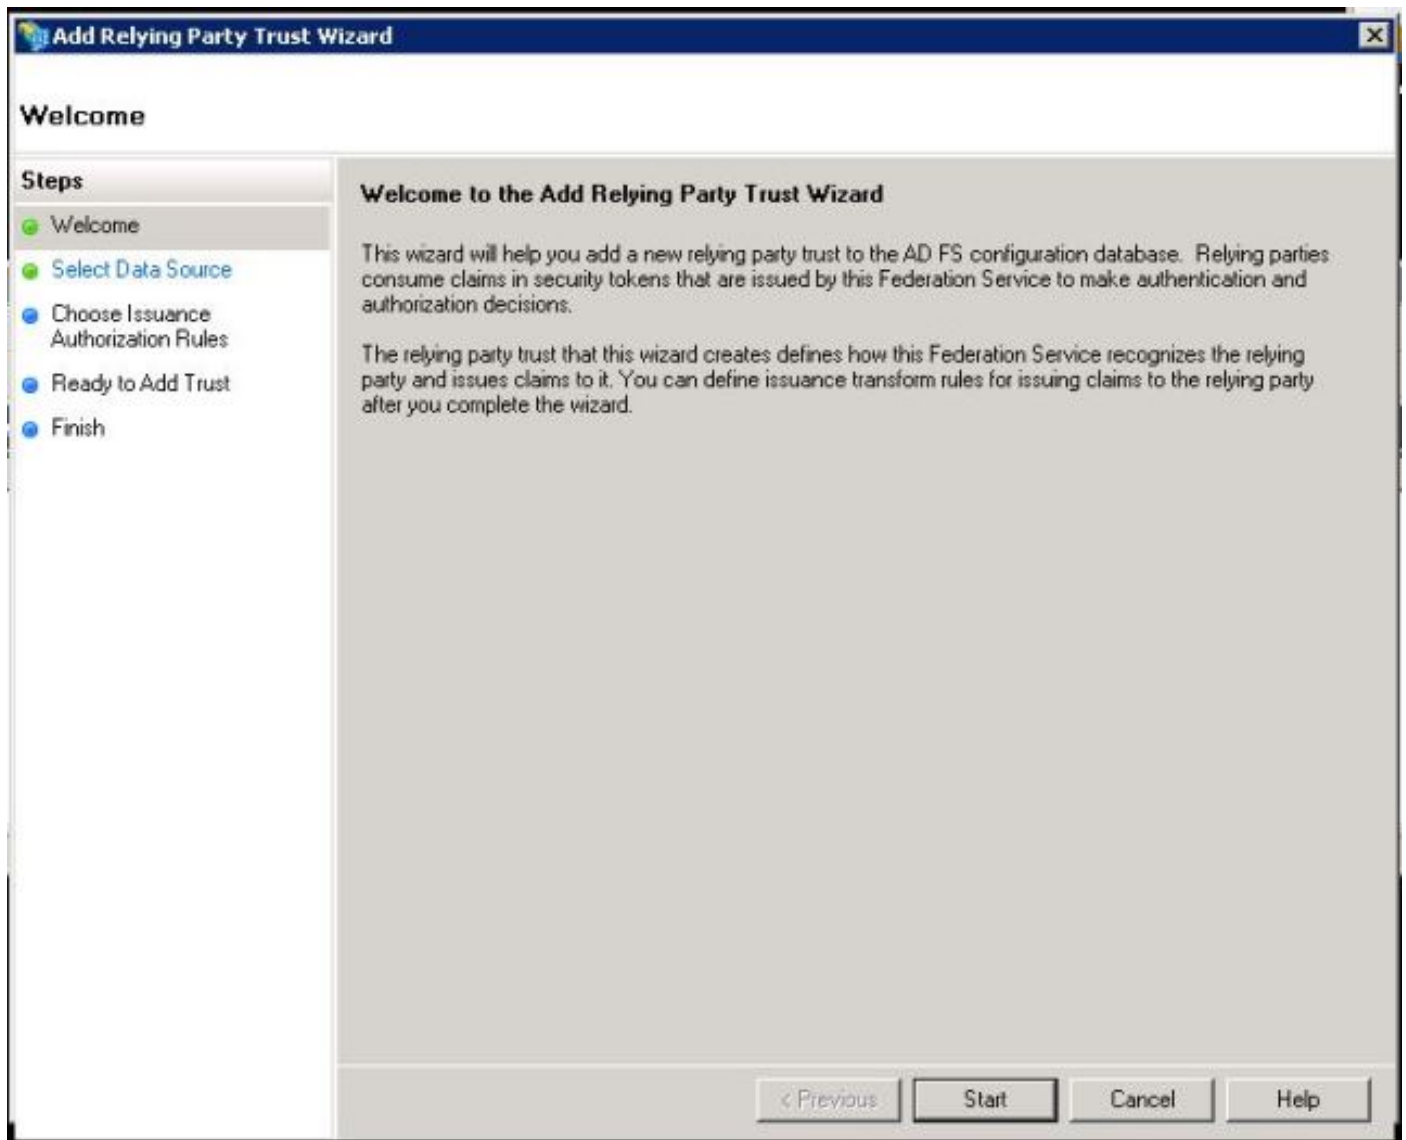 Add Relying Party Trust Wizard
Welcome
Steps
Welcome
Select Data Source
Choose Issuance
Authorization Rules
Ready to Add Trust
Finish
Welcome to the Add Relying Party Trust Wizard
This wizard will help you add a new relying party trust to the AD FS configuration database. Relying parties
consume claims in security tokens that are issued by this Federation Service to make authentication and
authorization decisions.
The relying party trust that this wizard creates defines how this Federation Service recognizes the relying
party and issues claims to it. You can define issuance transform rules for issuing claims to the relying party
after you complete the wizard.
< Previous
Start
Cancel
Help